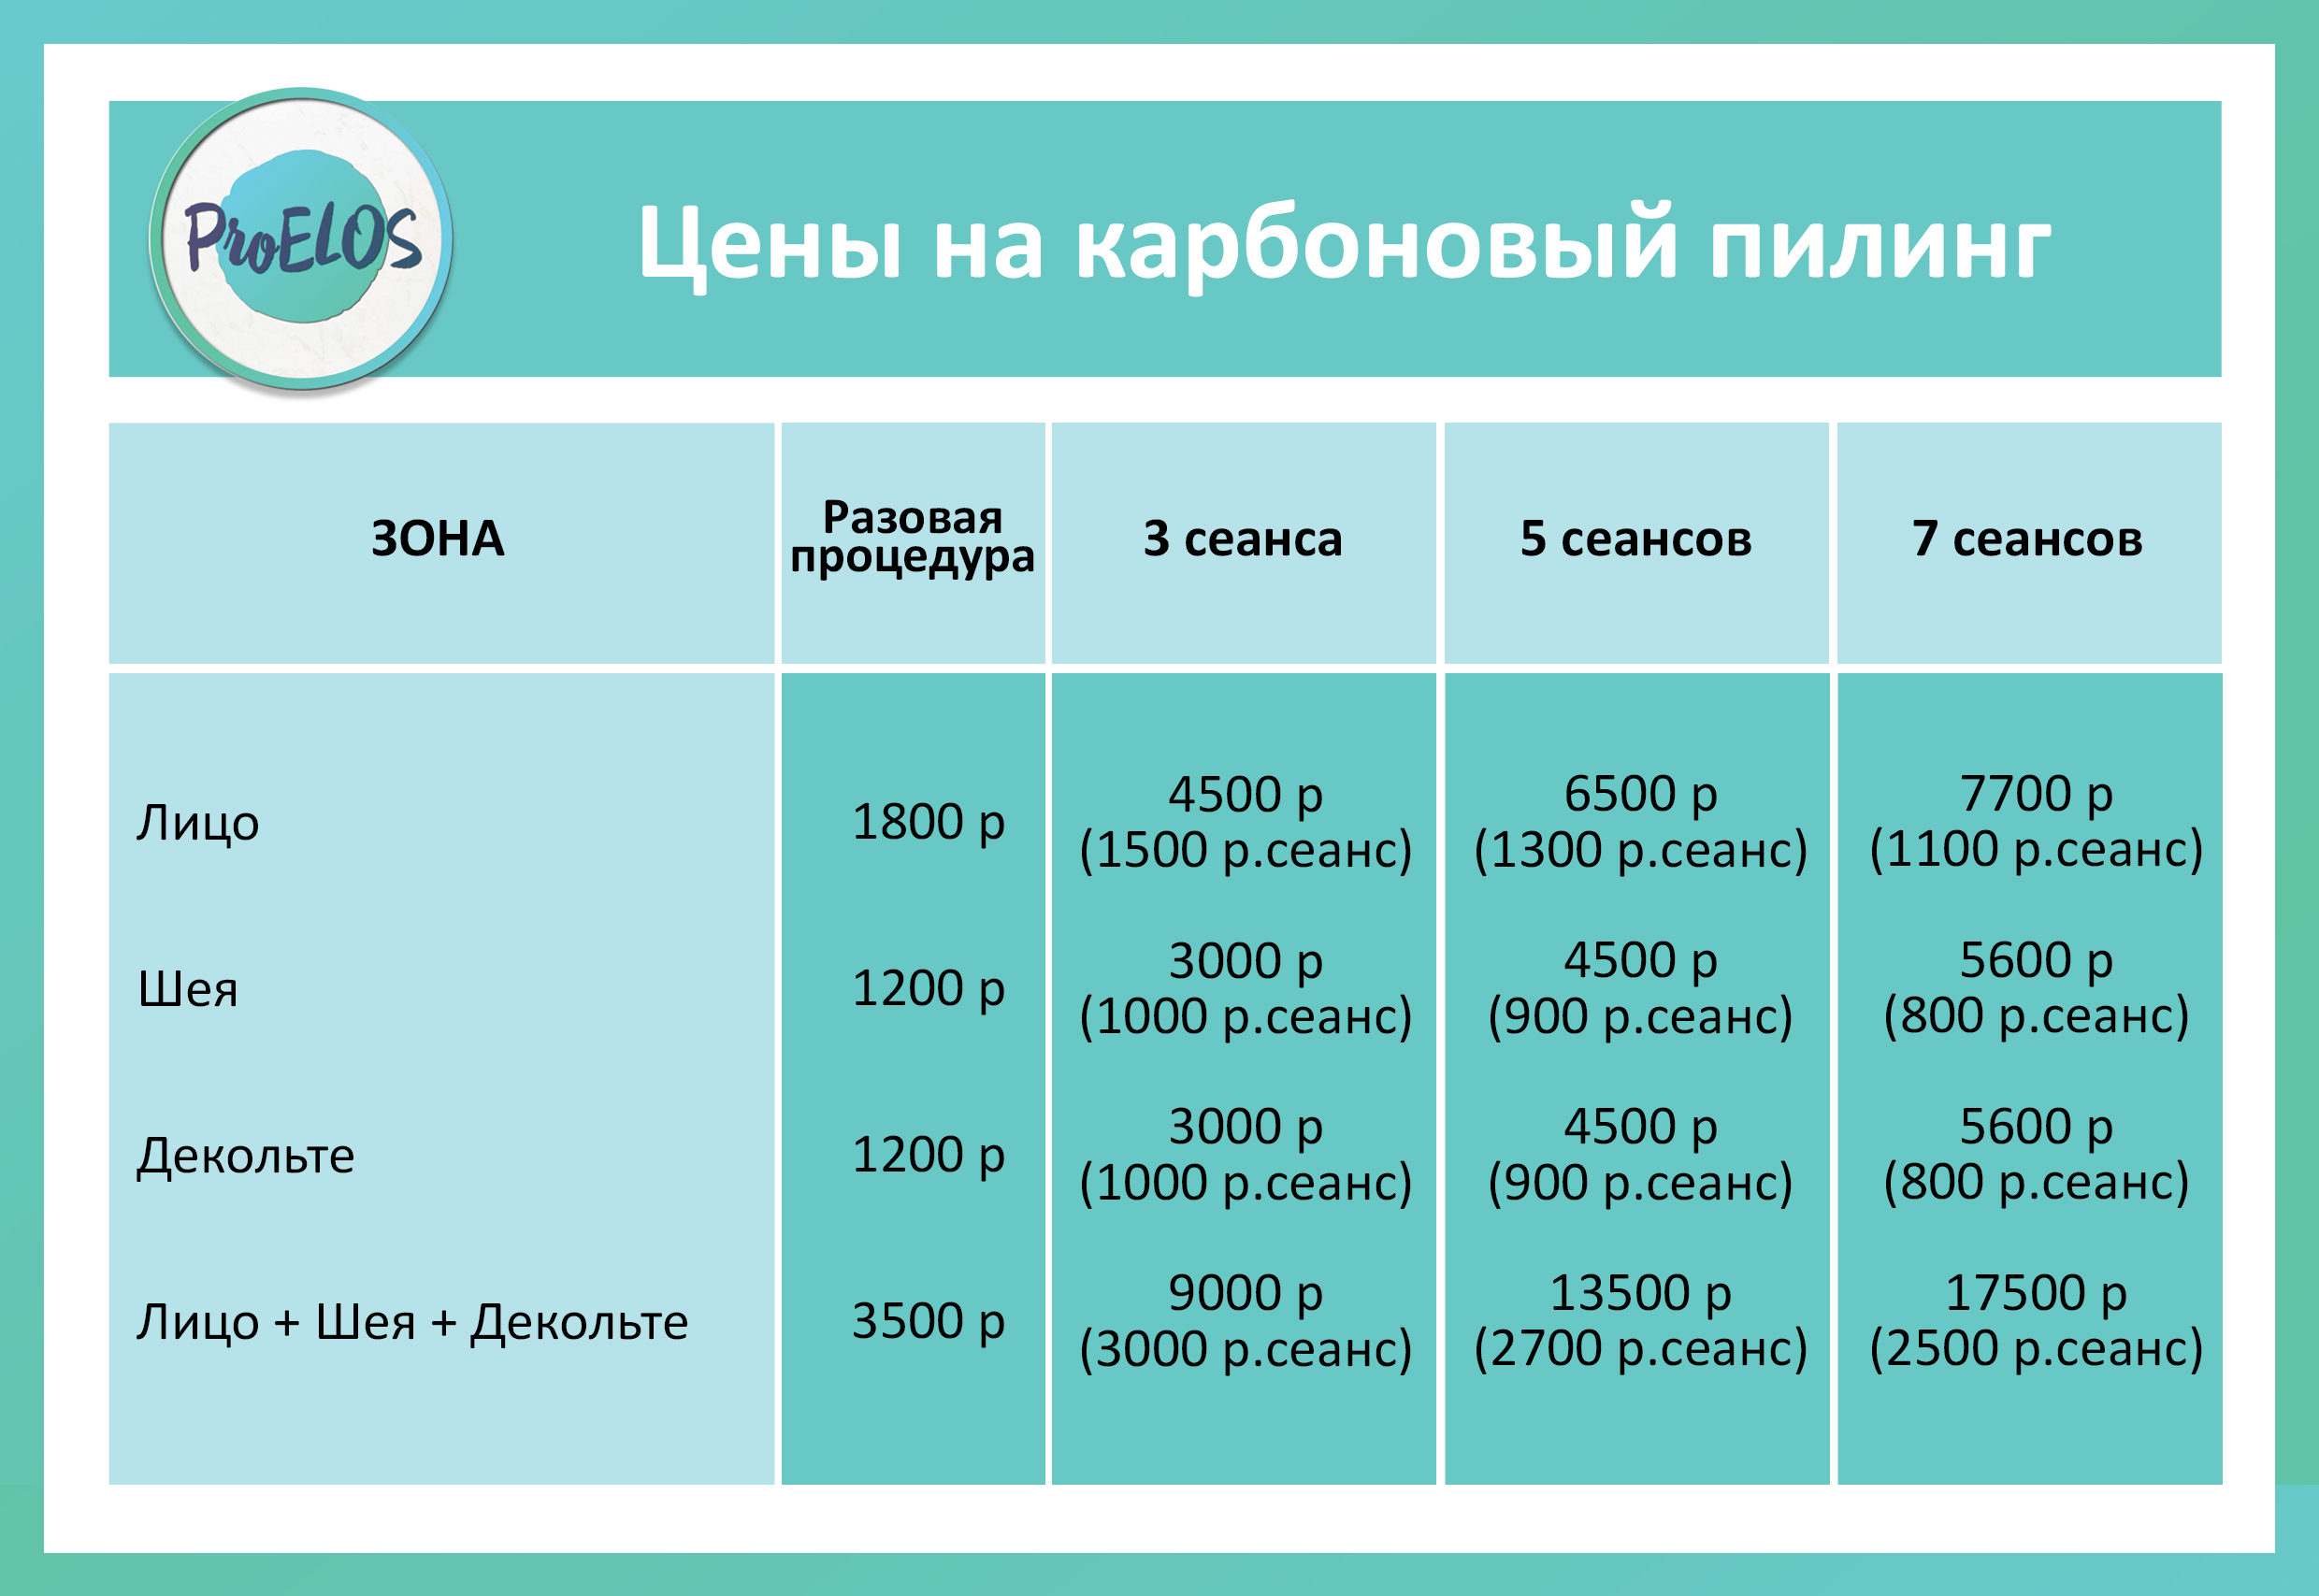 ProELOS
Цены на карбоновый пилинг
ЗОНА
Разовая
процедура
3 сеанса
5 сеансов
7 сеансов
Лицо
1800 р
4500 р
(1500 р.сеанс)
6500 р
(1300 р.сеанс)
7700 р
(1100 р.сеанс)
Шея
1200 р
3000 р
(1000 р.сеанс)
4500 р
(900 р.сеанс)
5600 р
(800 р.сеанс)
Декольте
1200 р
3000 р
(1000 р.сеанс)
4500 р
(900 р.сеанс)
5600 р
(800 р.сеанс)
Лицо + Шея + Декольте
3500 р
9000 р
(3000 р.сеанс)
13500 р
(2700 р.сеанс)
17500 р
(2500 р.сеанс)